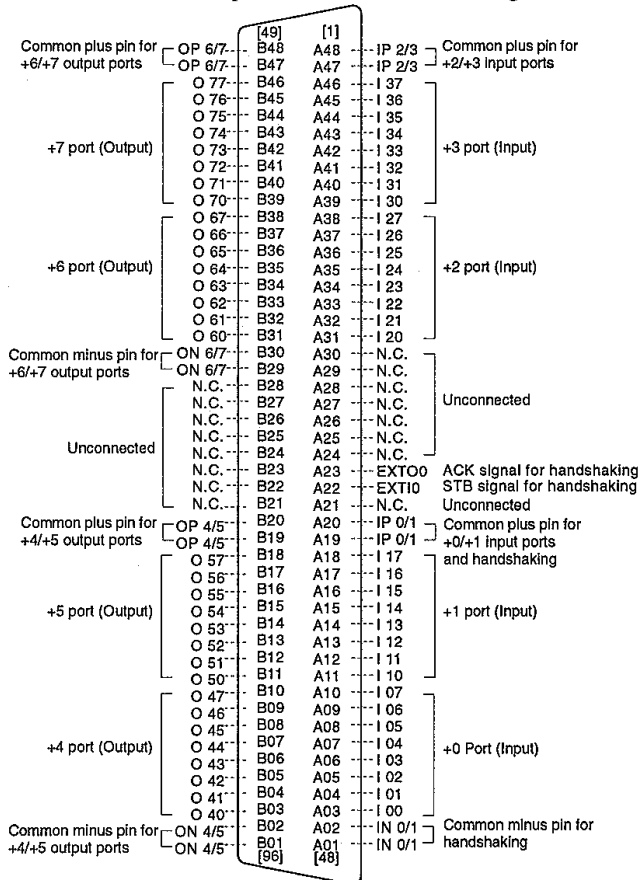 [49] [1]
Common plus pin for OP 6/7 B48 A48 IP 2/3 Common plus pin for
+6/+7 output ports OP 6/7 B47 A47 IP 2/3 +2/+3 input ports
O 77 B46 A46 I 37
O 76 B45 A45 I 36
O 75 B44 A44 I 35
O 74 B43 A43 I 34
+7 port (Output) O 73 B42 A42 I 33 +3 port (Input)
O 72 B41 A41 I 32
O 71 B40 A40 I 31
O 70 B39 A39 I 30
O 67 B38 A38 I 27
O 66 B37 A37 I 26
O 65 B36 A36 I 25
+6 port (Output) O 64 B35 A35 I 24 +2 port (Input)
O 63 B34 A34 I 23
O 62 B33 A33 I 22
O 61 B32 A32 I 21
O 60 B31 A31 I 20
Common minus pin for ON 6/7 B30 A30 N.C.
+6/+7 output ports ON 6/7 B29 A29 N.C.
N.C. B28 A28 N.C.
N.C. B27 A27 N.C. Unconnected
N.C. B26 A26 N.C.
N.C. B25 A25 N.C.
Unconnected N.C. B24 A24 N.C.
N.C. B23 A23 EXTO0 ACK signal for handshaking
N.C. B22 A22 EXTI0 STB signal for handshaking
N.C. B21 A21 N.C. Unconnected
Common plus pin for OP 4/5 B20 A20 IP 0/1 Common plus pin for
+4/+5 output ports OP 4/5 B19 A19 IP 0/1 +0/+1 input ports
O 57 B18 A18 I 17 and handshaking
O 56 B17 A17 I 16
O 55 B16 A16 I 15
+5 port (Output) O 54 B15 A15 I 14 +1 port (Input)
O 53 B14 A14 I 13
O 52 B13 A13 I 12
O 51 B12 A12 I 11
O 50 B11 A11 I 10
O 47 B10 A10 I 07
O 46 B09 A09 I 06
O 45 B08 A08 I 05
+4 port (Output) O 44 B07 A07 I 04 +0 Port (Input)
O 43 B06 A06 I 03
O 42 B05 A05 I 02
O 41 B04 A04 I 01
O 40 B03 A03 I 00
Common minus pin for ON 4/5 B02 A02 IN 0/1 Common minus pin for
+4/+5 output ports ON 4/5 B01 A01 IN 0/1 handshaking
[96] [48]